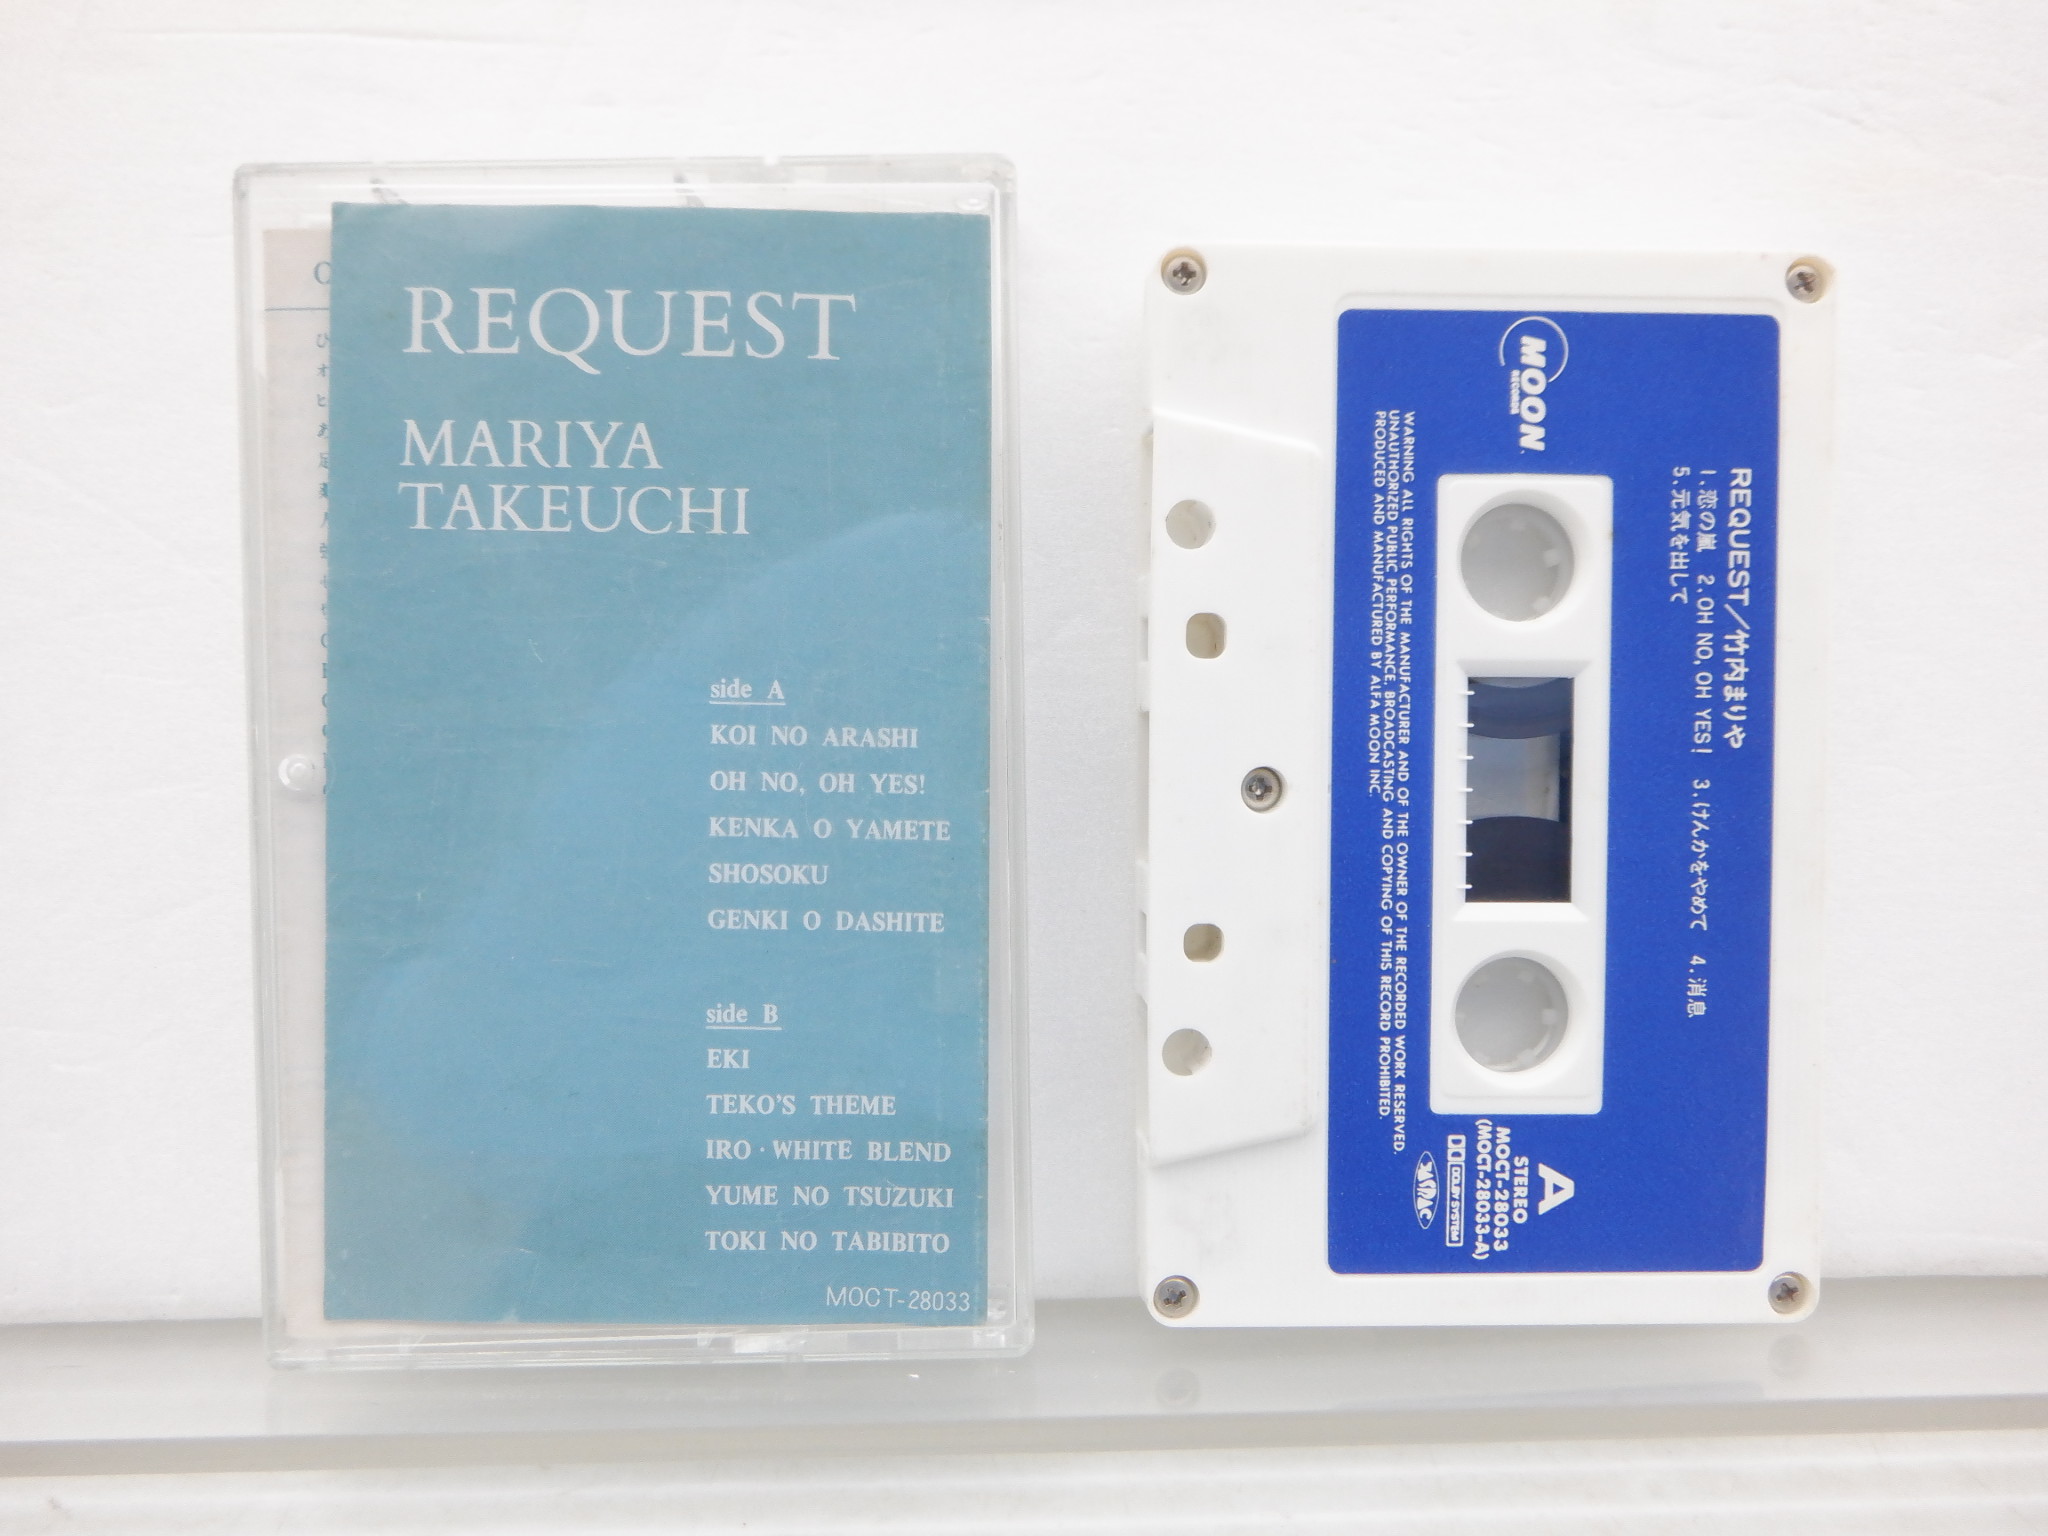 REQUEST
MARIYA
TAKEUCHI
side A
KOI NO ARASHI
OH NO, OH YES!
KENKA O YAMETE
SHOSOKU
GENKI O DASHITE
side B
EKI
TEKO'S THEME
IRO · WHITE BLEND
YUME NO TSUZUKI
TOKI NO TABIBITO
MOCT-28033
REQUEST／竹内まりや
1.恋の嵐 2.OH NO, OH YES! 3.けんかをやめて 4.消息
5.元気を出して
MOON
RECORDS
A
STEREO
MOCT-28033
(MOCT-28033-A)
DOLBY SYSTEM
JASRAC
WARNING ALL RIGHTS OF THE MANUFACTURER AND OF THE OWNER OF THE RECORDED WORK RESERVED.
UNAUTHORIZED PUBLIC PERFORMANCE, BROADCASTING AND COPYING OF THIS RECORD PROHIBITED.
PRODUCED AND MANUFACTURED BY ALFA MOON INC.